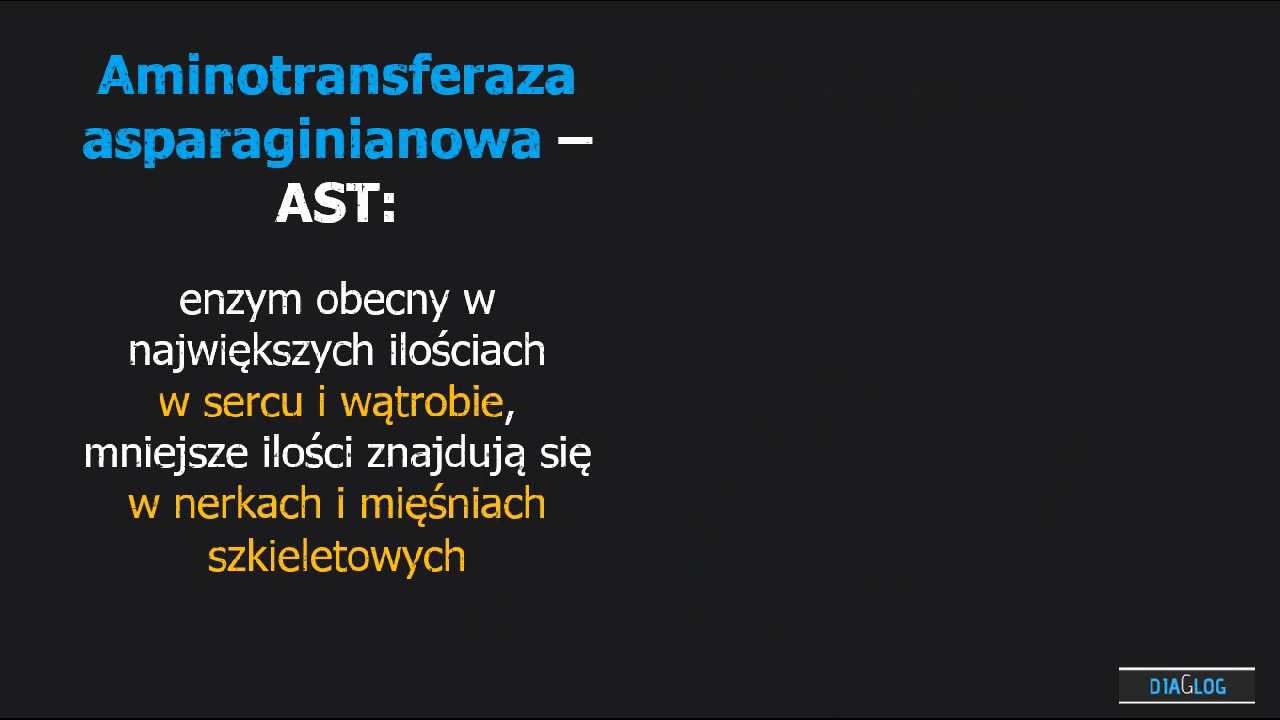 Aminotransferaza
asparaginianowa –
AST:
enzym obecny w
największych ilościach
w sercu i wątrobie,
mniejsze ilości znajdują się
w nerkach i mięśniach
szkieletowych
DIAGLOG